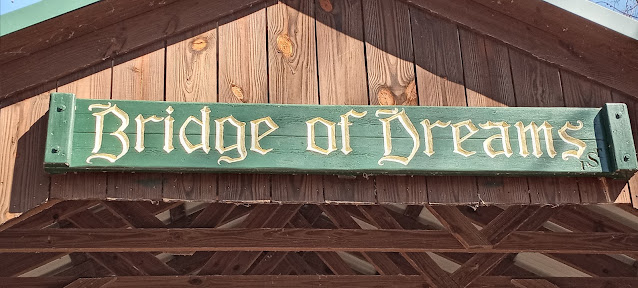 Bridge of Dreams